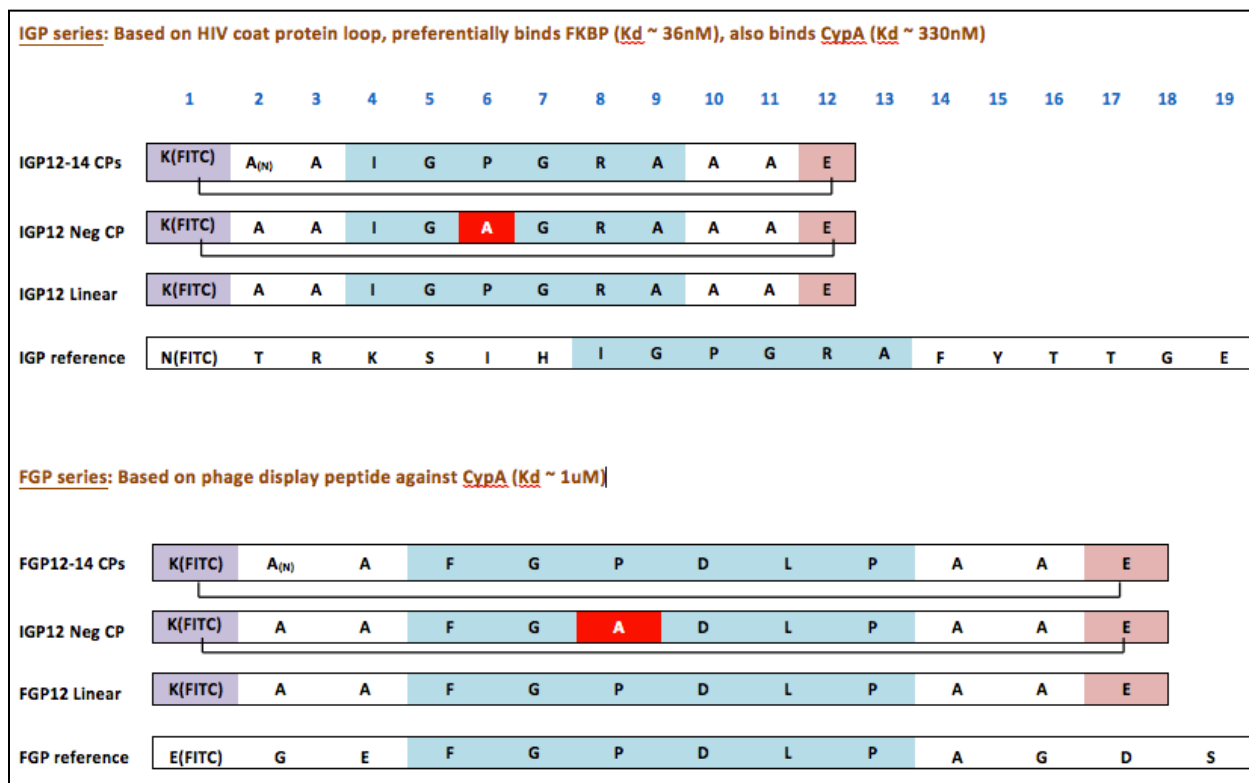 IGP series: Based on HIV coat protein loop, preferentially binds FKBP (Kd ~ 36nM), also binds CypA (Kd ~ 330nM)
1 2 3 4 5 6 7 8 9 10 11 12 13 14 15 16 17 18 19
IGP12-14 CPs K(FITC) A(N) A I G P G R A A A E
IGP12 Neg CP K(FITC) A A I G A G R A A A E
IGP12 Linear K(FITC) A A I G P G R A A A E
IGP reference N(FITC) T R K S I H I G P G R A F Y T T G E
FGP series: Based on phage display peptide against CypA (Kd ~ 1uM)
FGP12-14 CPs K(FITC) A(N) A F G P D L P A A E
IGP12 Neg CP K(FITC) A A F G A D L P A A E
FGP12 Linear K(FITC) A A F G P D L P A A E
FGP reference E(FITC) G E F G P D L P A G D S